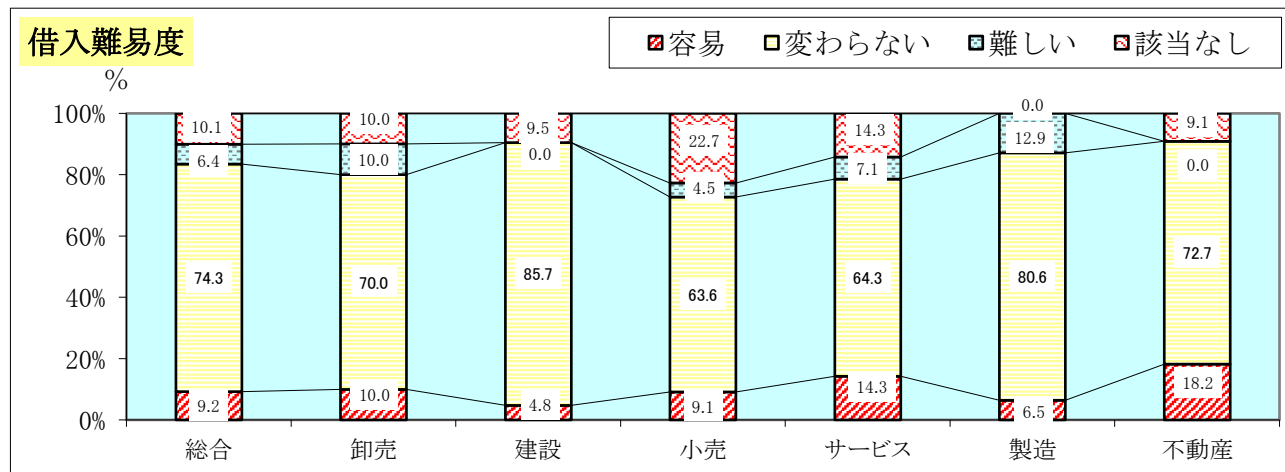 借入難易度
容易 変わらない 難しい 該当なし
%
100%
80%
60%
40%
20%
0%
10.1 10.0 9.5 22.7 14.3 0.0 9.1
6.4 10.0 0.0 4.5 7.1 12.9 0.0
74.3 70.0 85.7 63.6 64.3 80.6 72.7
9.2 10.0 4.8 9.1 14.3 6.5 18.2
総合 卸売 建設 小売 サービス 製造 不動産